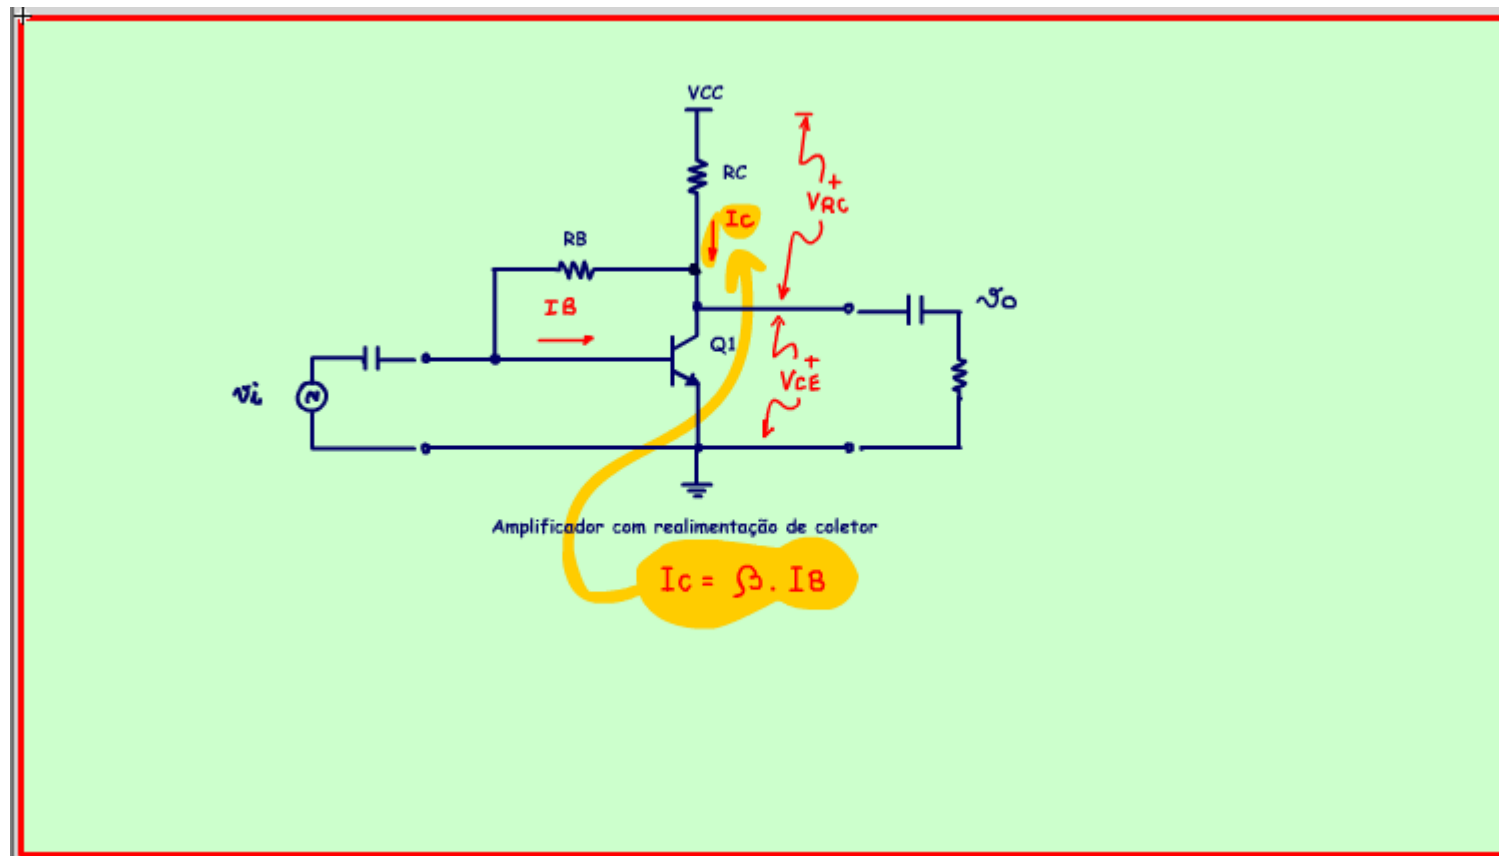 VCC
RC
VRC
+
Ic
RB
IB
vo
Q1
+
VCE
vi
Amplificador com realimentação de coletor
Ic = β . IB